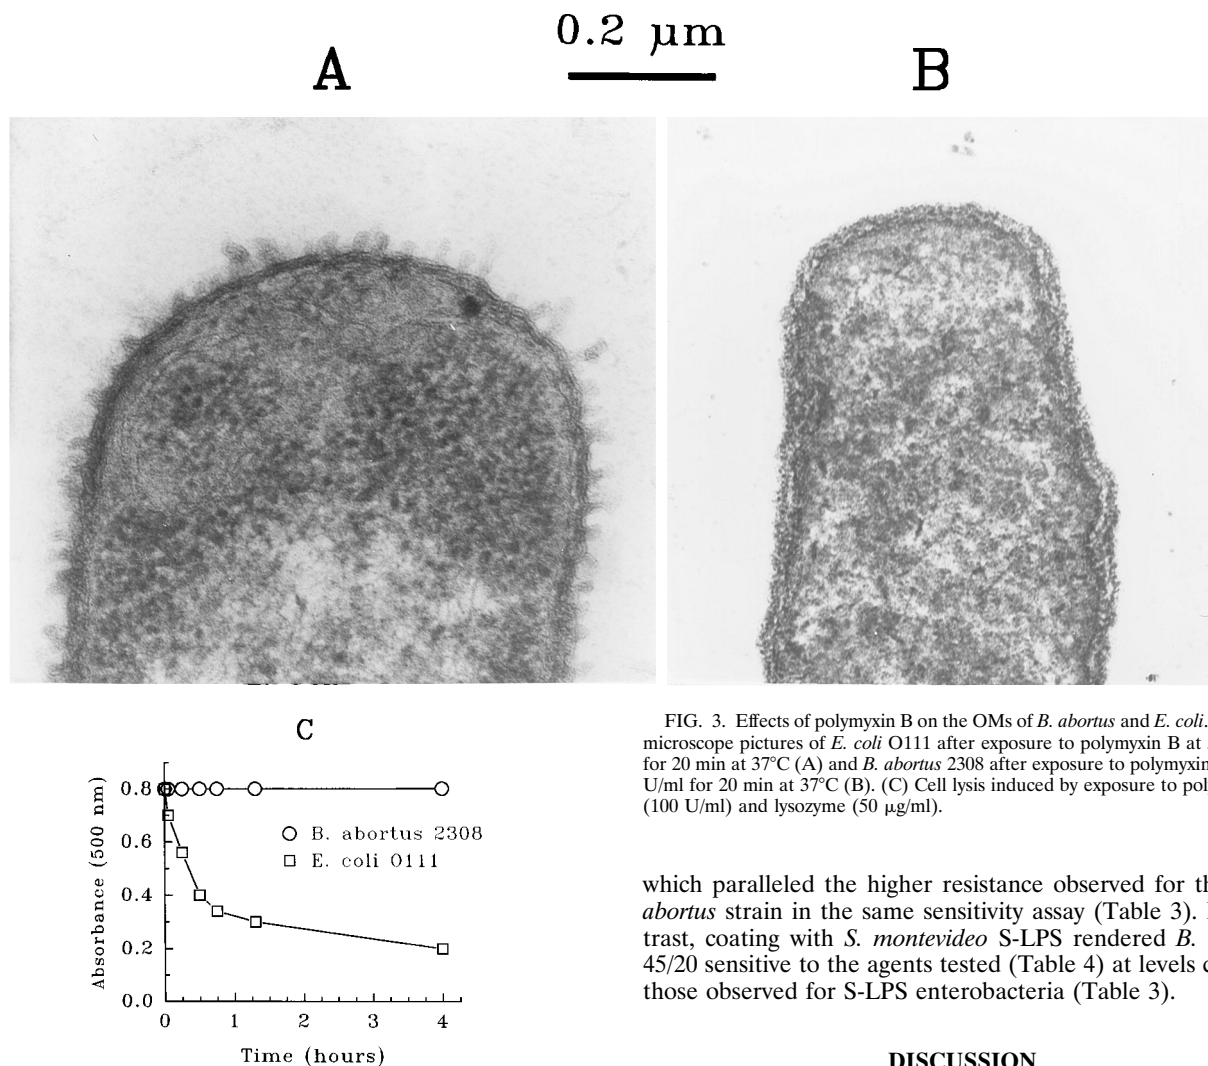 0.2 µm
A
B
C
Absorbance (500 nm)
0.8
0.6
0.4
0.2
0.0
B. abortus 2308
E. coli O111
0 1 2 3 4
Time (hours)
FIG. 3. Effects of polymyxin B on the OMs of B. abortus and E. coli.
microscope pictures of E. coli O111 after exposure to polymyxin B at
for 20 min at 37°C (A) and B. abortus 2308 after exposure to polymyxin
U/ml for 20 min at 37°C (B). (C) Cell lysis induced by exposure to
(100 U/ml) and lysozyme (50 µg/ml).
which paralleled the higher resistance observed for
abortus strain in the same sensitivity assay (Table 3).
trast, coating with S. montevideo S-LPS rendered B.
45/20 sensitive to the agents tested (Table 4) at levels
those observed for S-LPS enterobacteria (Table 3).
DISCUSSION